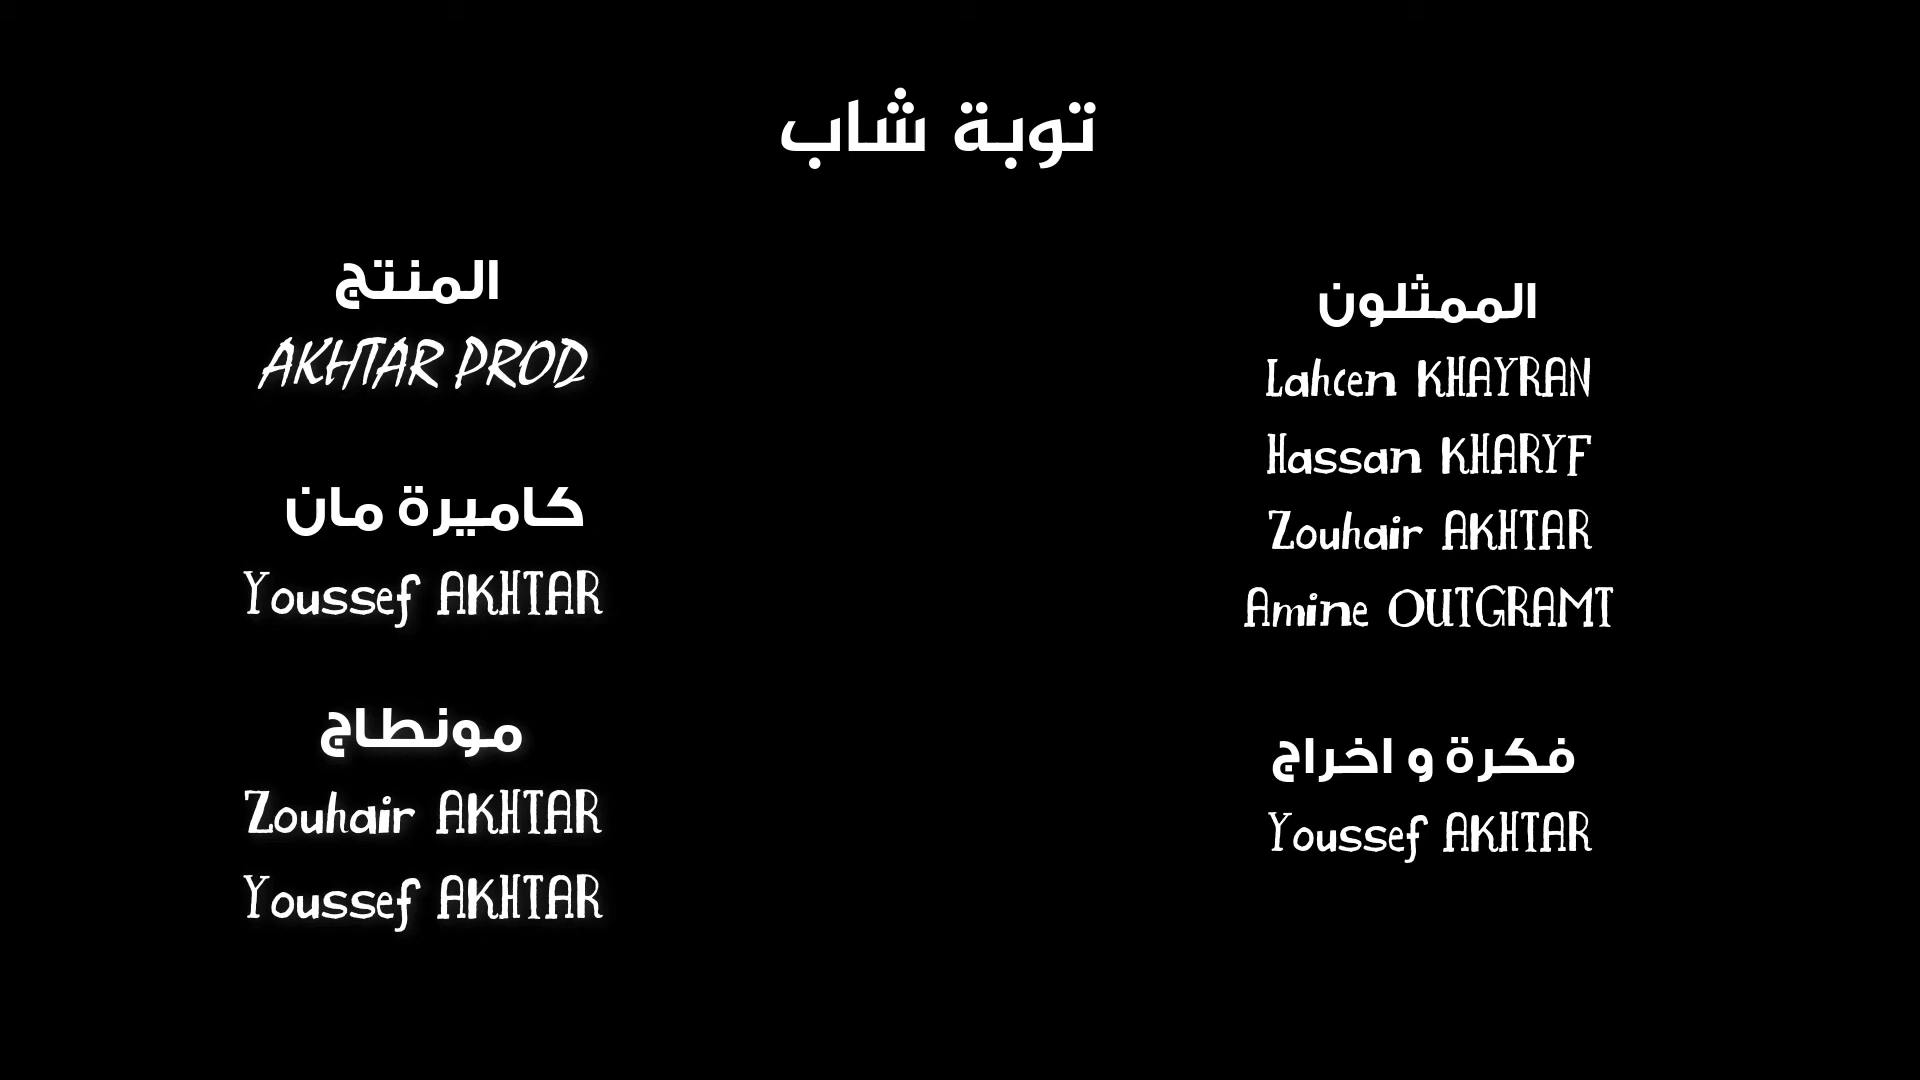 توبة شاب
الممثلون
Lahcen KHAYRAN
Hassan KHARYF
Zouhair AKHTAR
Amine OUTGRAMT
فكرة و اخراج
Youssef AKHTAR
المنتج
AKHTAR PROD
كاميرة مان
Youssef AKHTAR
مونطاج
Zouhair AKHTAR
Youssef AKHTAR